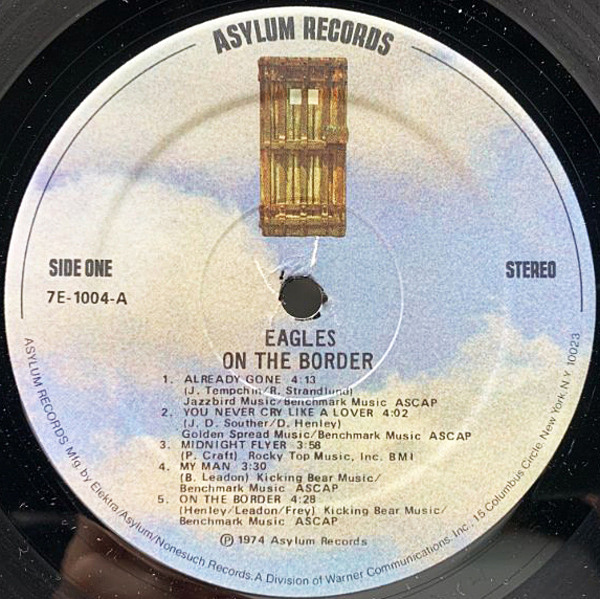 ASYLUM RECORDS
SIDE ONE
STEREO
7E-1004-A
EAGLES
ON THE BORDER
1. ALREADY GONE 4:13
(J. Tempchin/R. Strandlund)
Jazzbird Music/Benchmark Music ASCAP
2. YOU NEVER CRY LIKE A LOVER 4:02
(J. D. Souther/D. Henley)
Golden Spread Music/Benchmark Music ASCAP
3. MIDNIGHT FLYER 3:58
(P. Craft) Rocky Top Music, Inc. BMI
4. MY MAN 3:30
(B. Leadon) Kicking Bear Music/
Benchmark Music ASCAP
5. ON THE BORDER 4:28
(Henley/Leadon/Frey) Kicking Bear Music/
Benchmark Music ASCAP
℗ 1974 Asylum Records
ASYLUM RECORDS Mfg. by Elektra/Asylum/Nonesuch Records. A Division of Warner Communications, Inc. 15 Columbus Circle, New York, N.Y. 10023